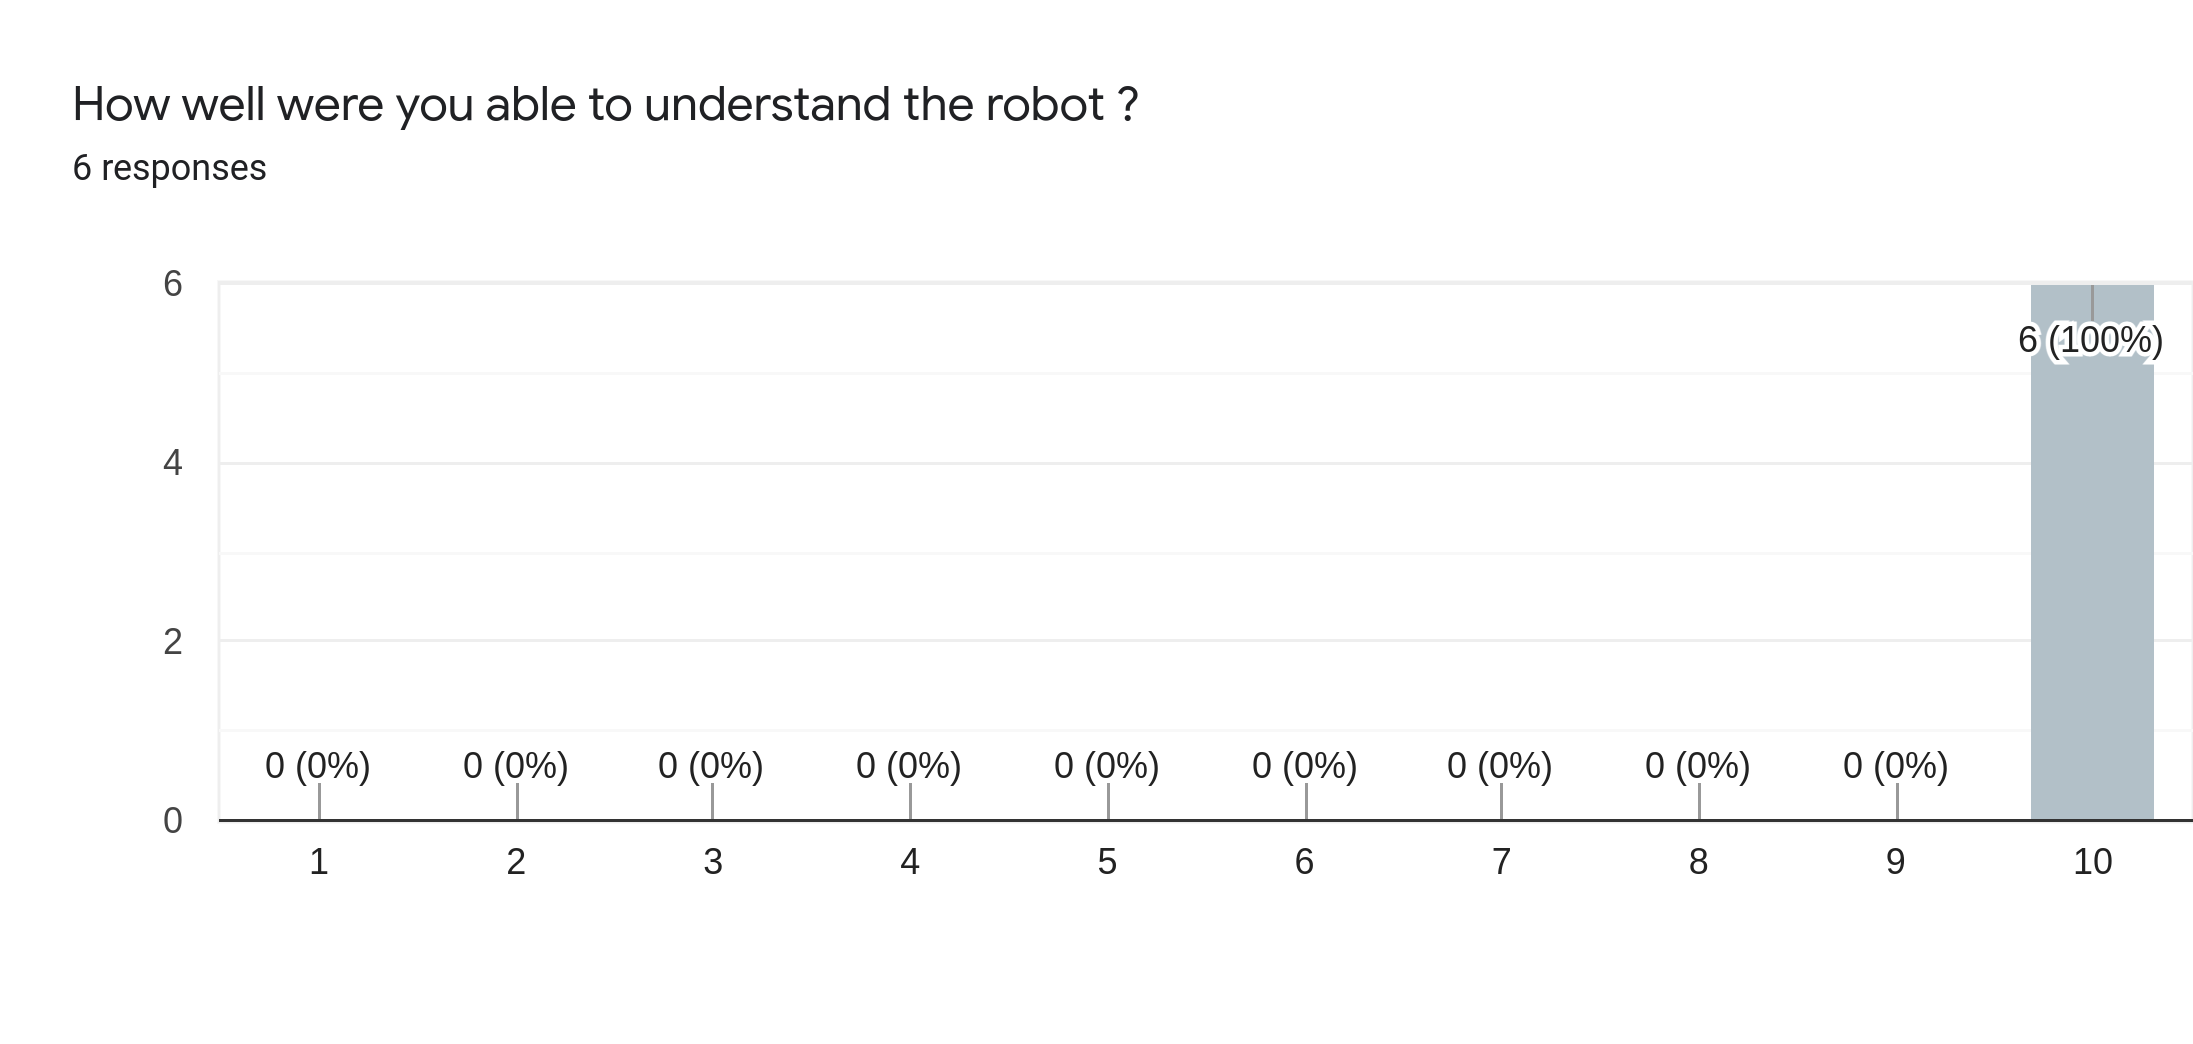 How well were you able to understand the robot ?
6 responses
6
6 (100%)
4
2
0 (0%) 0 (0%) 0 (0%) 0 (0%) 0 (0%) 0 (0%) 0 (0%) 0 (0%) 0 (0%)
0
1 2 3 4 5 6 7 8 9 10